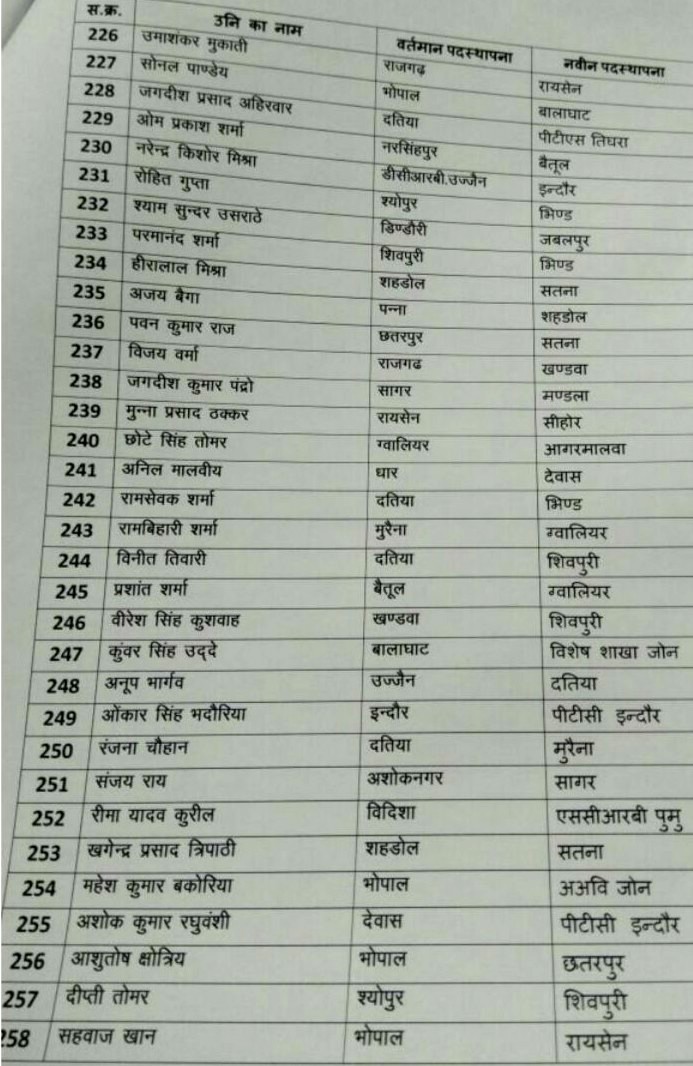 स.क्र. उनि का नाम वर्तमान पदस्थापना नवीन पदस्थापना
226 उमाशंकर मुकाती राजगढ़ रायसेन
227 सोनल पाण्डेय भोपाल बालाघाट
228 जगदीश प्रसाद अहिरवार दतिया पीटीएस तिघरा
229 ओम प्रकाश शर्मा नरसिंहपुर बैतूल
230 नरेन्द्र किशोर मिश्रा डीसीआरबी.उज्जैन इन्दौर
231 रोहित गुप्ता श्योपुर भिण्ड
232 श्याम सुन्दर उसराठे डिण्डौरी जबलपुर
233 परमानंद शर्मा शिवपुरी भिण्ड
234 हीरालाल मिश्रा शहडोल सतना
235 अजय बैगा पन्ना शहडोल
236 पवन कुमार राज छतरपुर सतना
237 विजय वर्मा राजगढ खण्डवा
238 जगदीश कुमार पंद्रो सागर मण्डला
239 मुन्ना प्रसाद ठक्कर रायसेन सीहोर
240 छोटे सिंह तोमर ग्वालियर आगरमालवा
241 अनिल मालवीय धार देवास
242 रामसेवक शर्मा दतिया भिण्ड
243 रामबिहारी शर्मा मुरैना ग्वालियर
244 विनीत तिवारी दतिया शिवपुरी
245 प्रशांत शर्मा बैतूल ग्वालियर
246 वीरेश सिंह कुशवाह खण्डवा शिवपुरी
247 कुंवर सिंह उद्दे बालाघाट विशेष शाखा जोन
248 अनूप भार्गव उज्जैन दतिया
249 ओंकार सिंह भदौरिया इन्दौर पीटीसी इन्दौर
250 रंजना चौहान दतिया मुरैना
251 संजय राय अशोकनगर सागर
252 रीमा यादव कुरील विदिशा एससीआरबी पुमु
253 खगेन्द्र प्रसाद त्रिपाठी शहडोल सतना
254 महेश कुमार बकोरिया भोपाल अअवि जोन
255 अशोक कुमार रघुवंशी देवास पीटीसी इन्दौर
256 आशुतोष क्षोत्रिय भोपाल छतरपुर
257 दीप्ती तोमर श्योपुर शिवपुरी
258 सहवाज खान भोपाल रायसेन